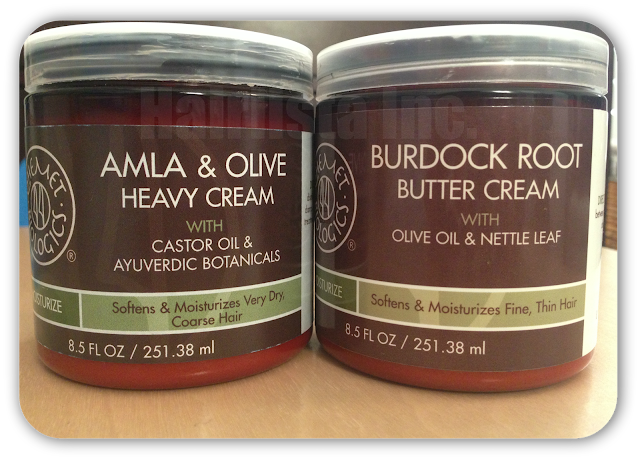 Hairlista Inc.
AMLA & OLIVE
HEAVY CREAM
WITH
CASTOR OIL &
AYUVERDIC BOTANICALS
Softens & Moisturizes Very Dry,
Coarse Hair
8.5 FL OZ / 251.38 ml
BURDOCK ROOT
BUTTER CREAM
WITH
OLIVE OIL & NETTLE LEAF
Softens & Moisturizes Fine, Thin Hair
8.5 FL OZ / 251.38 ml